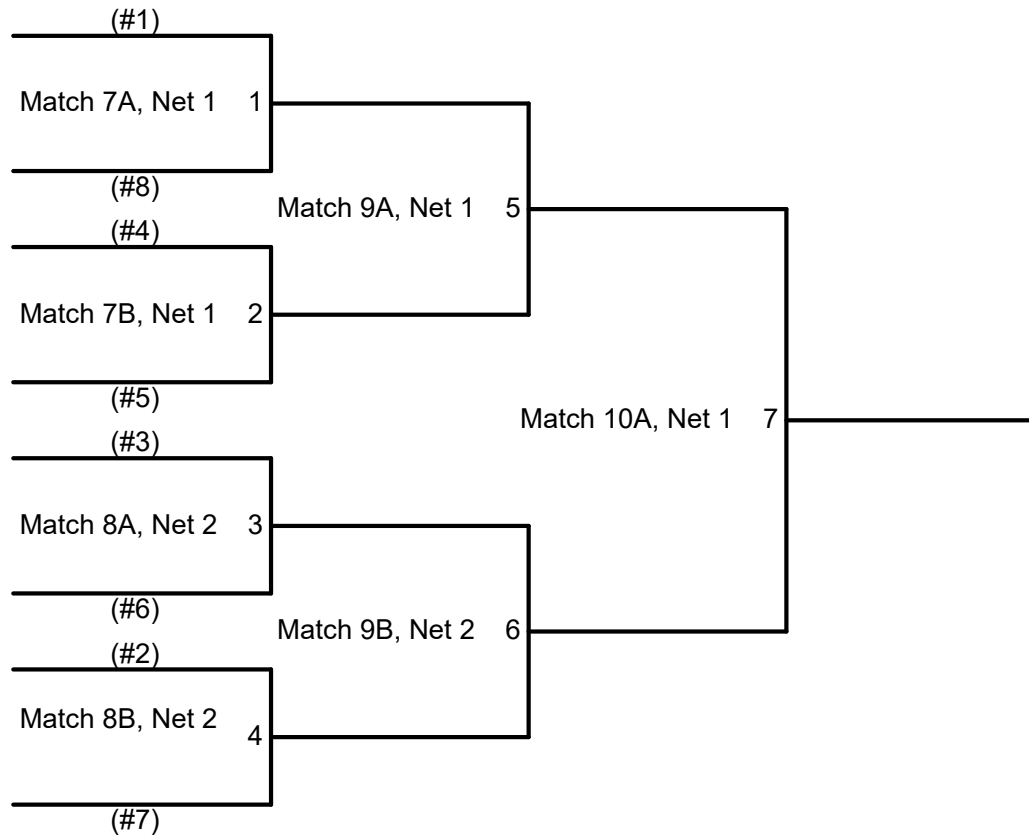 (#1)
Match 7A, Net 1 1
(#8)
Match 9A, Net 1 5
(#4)
Match 7B, Net 1 2
(#5)
Match 10A, Net 1 7
(#3)
Match 8A, Net 2 3
(#6)
Match 9B, Net 2 6
(#2)
Match 8B, Net 2 4
(#7)